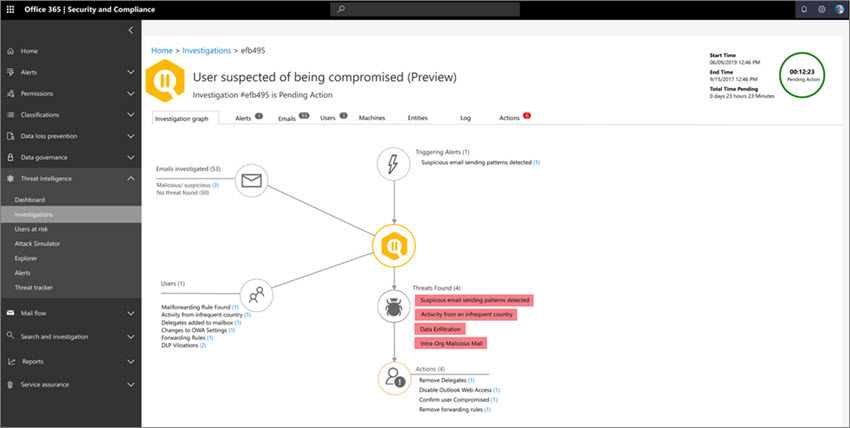 Office 365 | Security and Compliance
Home
Alerts
Permissions
Classifications
Data loss prevention
Data governance
Threat Intelligence
Dashboard
Investigations
Users at risk
Attack Simulator
Explorer
Alerts
Threat tracker
Mail flow
Search and investigation
Reports
Service assurance
Home > Investigations > efb495
User suspected of being compromised (Preview)
Investigation #efb495 is Pending Action
Start Time
06/09/2019 12:46 PM
End Time
9/15/2017 12:46 PM
Total Time Pending
0 days 23 hours 23 Minutes
00:12:23
Pending Action
Investigation graph
Alerts 1
Emails 53
Users 1
Machines
Entities
Log
Actions 4
Emails investigated (53)
Malicious/ suspicious (3)
No threat found (50)
Triggering Alerts (1)
Suspicious email sending patterns detected (1)
Users (1)
Mailforwarding Rule Found (1)
Activity from infrequent country (1)
Delegates added to mailbox (1)
Changes to OWA Settings (1)
Forwarding Rules (1)
DLP Viloations (2)
Threats Found (4)
Suspicous email sending patterns detected
Activity from an infrequent country
Data Exfiltration
Intra-Org Malicious Mail
Actions (4)
Remove Delegates (1)
Disable Outlook Web Access (1)
Confirm user Compromised (1)
Remove forwarding rules (1)